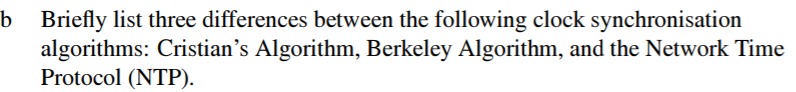 b Briefly list three differences between the following clock synchronisation
algorithms: Cristian’s Algorithm, Berkeley Algorithm, and the Network Time
Protocol (NTP).